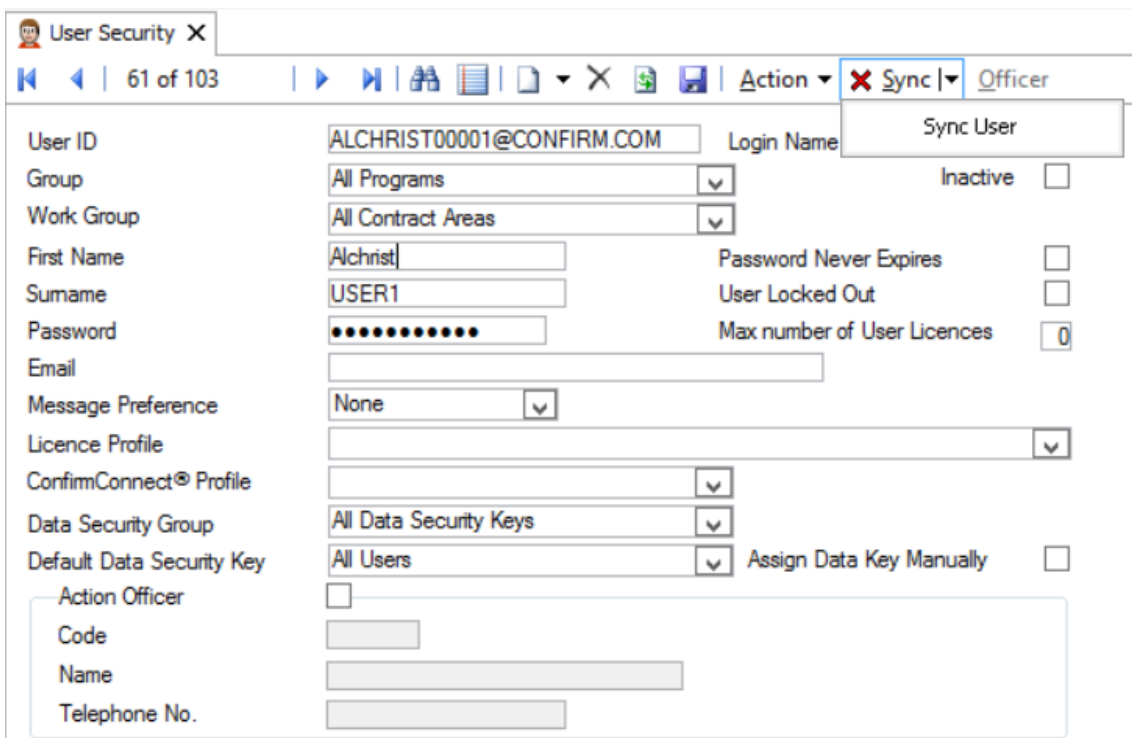 User Security X
61 of 103 Action Sync Officer
Sync User
User ID ALCHRIST00001@CONFIRM.COM Login Name
Group All Programs Inactive
Work Group All Contract Areas
First Name Alchrist Password Never Expires
Surname USER1 User Locked Out
Password ●●●●●●●●●●● Max number of User Licences 0
Email
Message Preference None
Licence Profile
ConfirmConnect® Profile
Data Security Group All Data Security Keys
Default Data Security Key All Users Assign Data Key Manually
Action Officer
Code
Name
Telephone No.